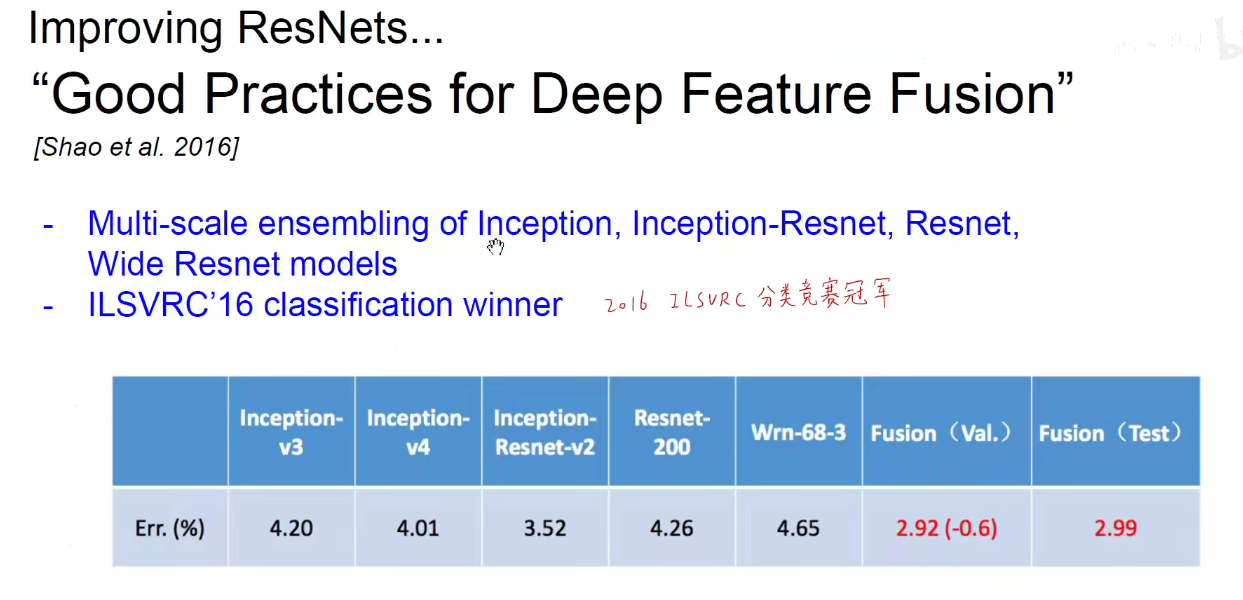 Improving ResNets...
“Good Practices for Deep Feature Fusion”
[Shao et al. 2016]
- Multi-scale ensembling of Inception, Inception-Resnet, Resnet,
Wide Resnet models
- ILSVRC’16 classification winner 2016 ILSVRC 分类竞赛冠军
Inception-v3 Inception-v4 Inception-Resnet-v2 Resnet-200 Wrn-68-3 Fusion（Val.） Fusion（Test）
Err. (%) 4.20 4.01 3.52 4.26 4.65 2.92 (-0.6) 2.99